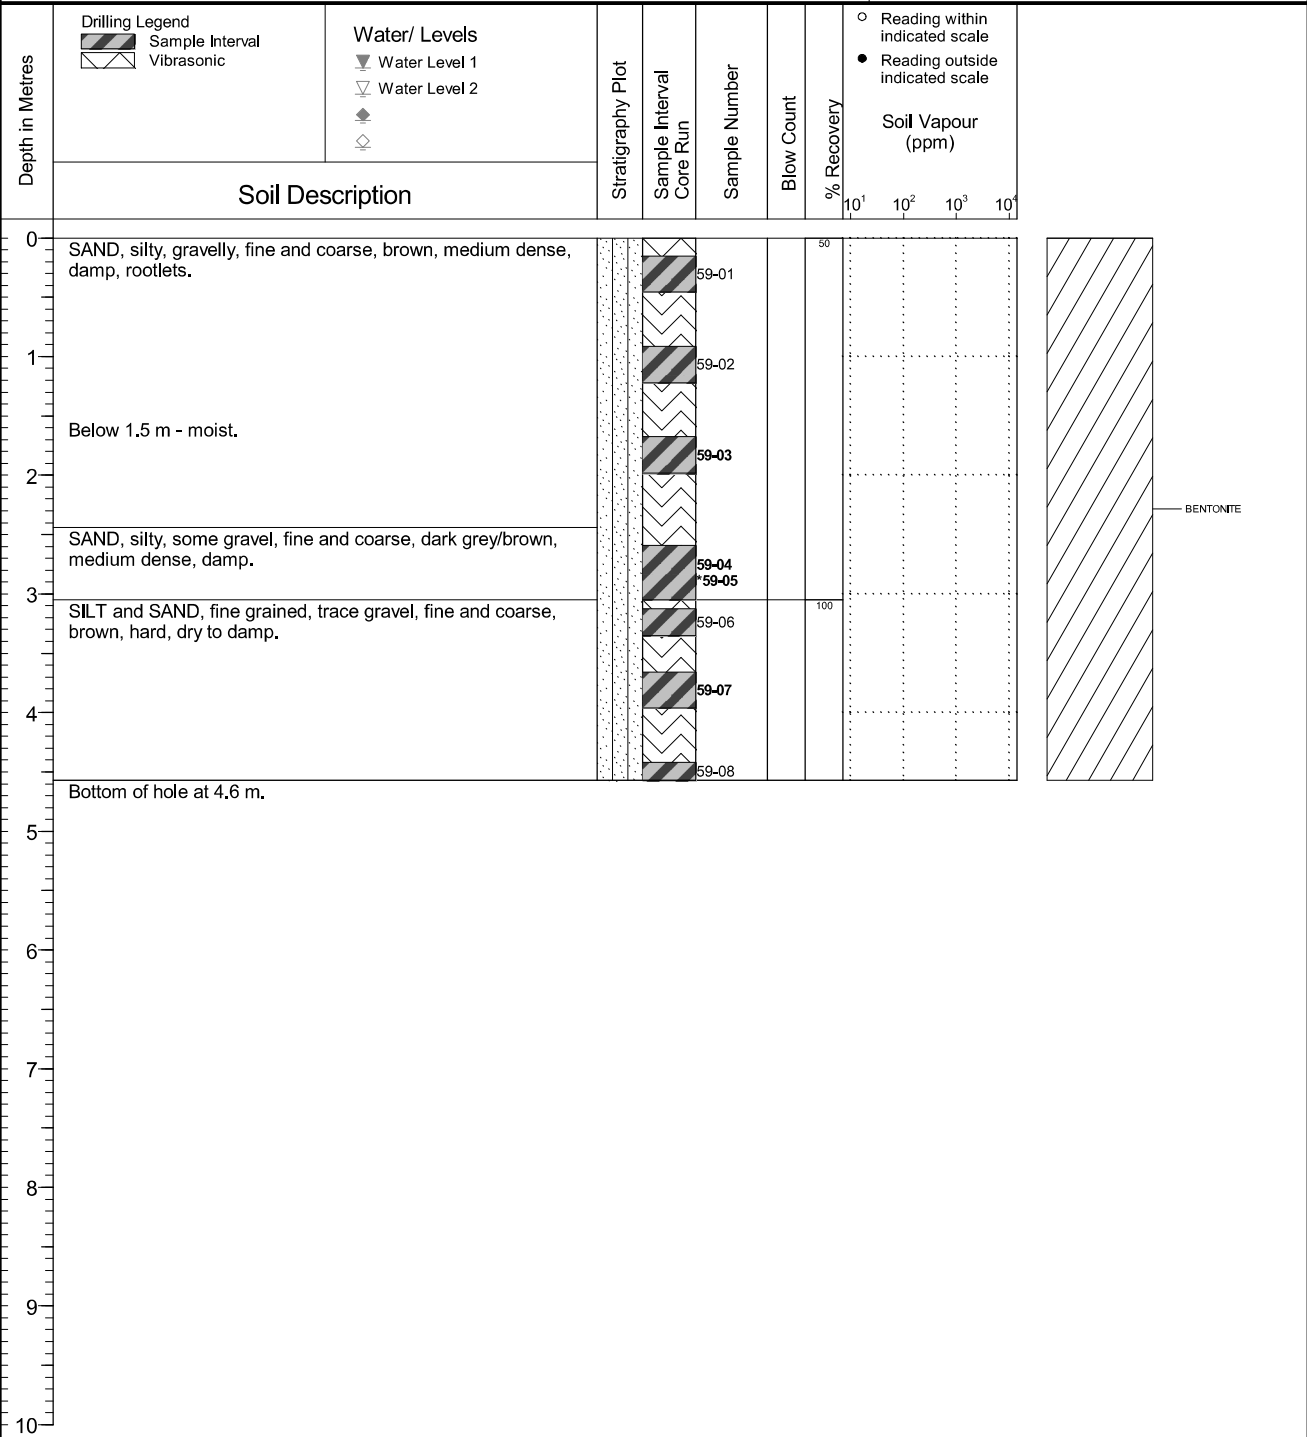 Depth in Metres
Drilling Legend
Sample Interval
Vibrasonic
Water/ Levels
Water Level 1
Water Level 2
Soil Description
Stratigraphy Plot
Sample Interval
Core Run
Sample Number
Blow Count
% Recovery
Reading within
indicated scale
Reading outside
indicated scale
Soil Vapour
(ppm)
10¹ 10² 10³ 10⁴
0
SAND, silty, gravelly, fine and coarse, brown, medium dense,
damp, rootlets.
50
59-01
1
59-02
Below 1.5 m - moist.
59-03
2
BENTONITE
SAND, silty, some gravel, fine and coarse, dark grey/brown,
medium dense, damp.
59-04
*59-05
3
SILT and SAND, fine grained, trace gravel, fine and coarse,
brown, hard, dry to damp.
100
59-06
59-07
4
59-08
Bottom of hole at 4.6 m.
5
6
7
8
9
10